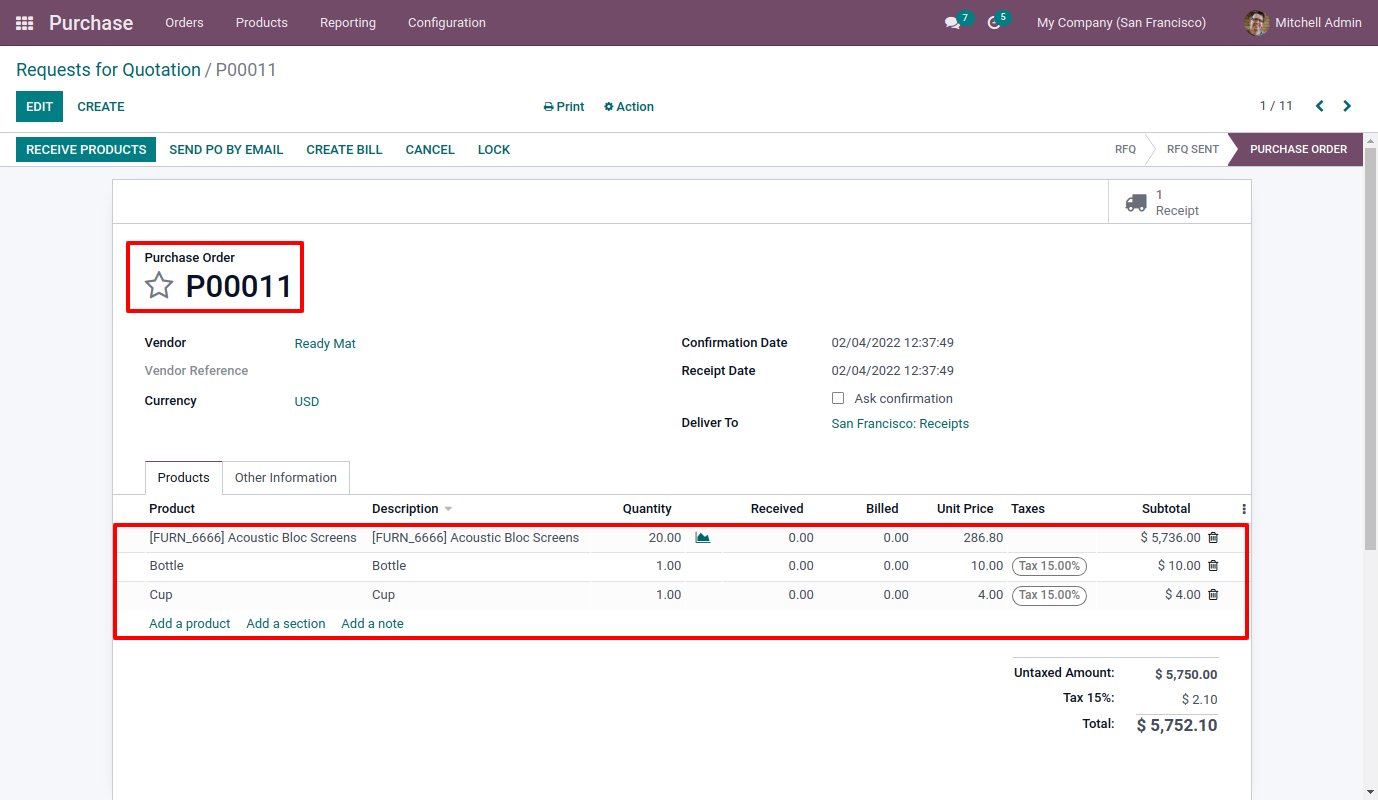 Purchase Orders Products Reporting Configuration 7 5 My Company (San Francisco) Mitchell Admin
Requests for Quotation / P00011
EDIT CREATE Print Action 1 / 11
RECEIVE PRODUCTS SEND PO BY EMAIL CREATE BILL CANCEL LOCK RFQ RFQ SENT PURCHASE ORDER
1
Receipt
Purchase Order
P00011
Vendor Ready Mat Confirmation Date 02/04/2022 12:37:49
Vendor Reference Receipt Date 02/04/2022 12:37:49
Currency USD Ask confirmation
Deliver To San Francisco: Receipts
Products Other Information
Product Description Quantity Received Billed Unit Price Taxes Subtotal
[FURN_6666] Acoustic Bloc Screens [FURN_6666] Acoustic Bloc Screens 20.00 0.00 0.00 286.80 $ 5,736.00
Bottle Bottle 1.00 0.00 0.00 10.00 Tax 15.00% $ 10.00
Cup Cup 1.00 0.00 0.00 4.00 Tax 15.00% $ 4.00
Add a product Add a section Add a note
Untaxed Amount: $ 5,750.00
Tax 15%: $ 2.10
Total: $ 5,752.10